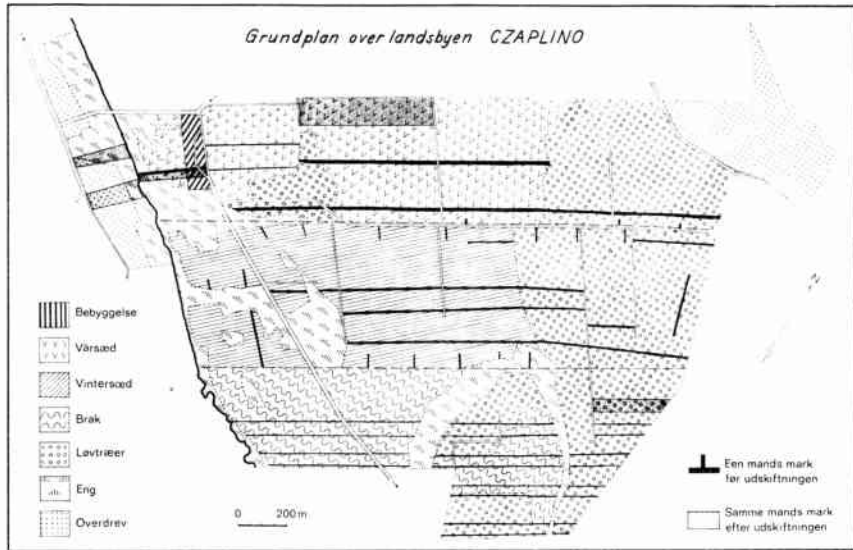 Grundplan over landsbyen CZAPLINO
Bebyggelse
Vårsæd
Vintersæd
Brak
Løvtræer
Eng
Overdrev
0 200m
Een mands mark
før udskiftningen
Samme mands mark
efter udskiftningen
N